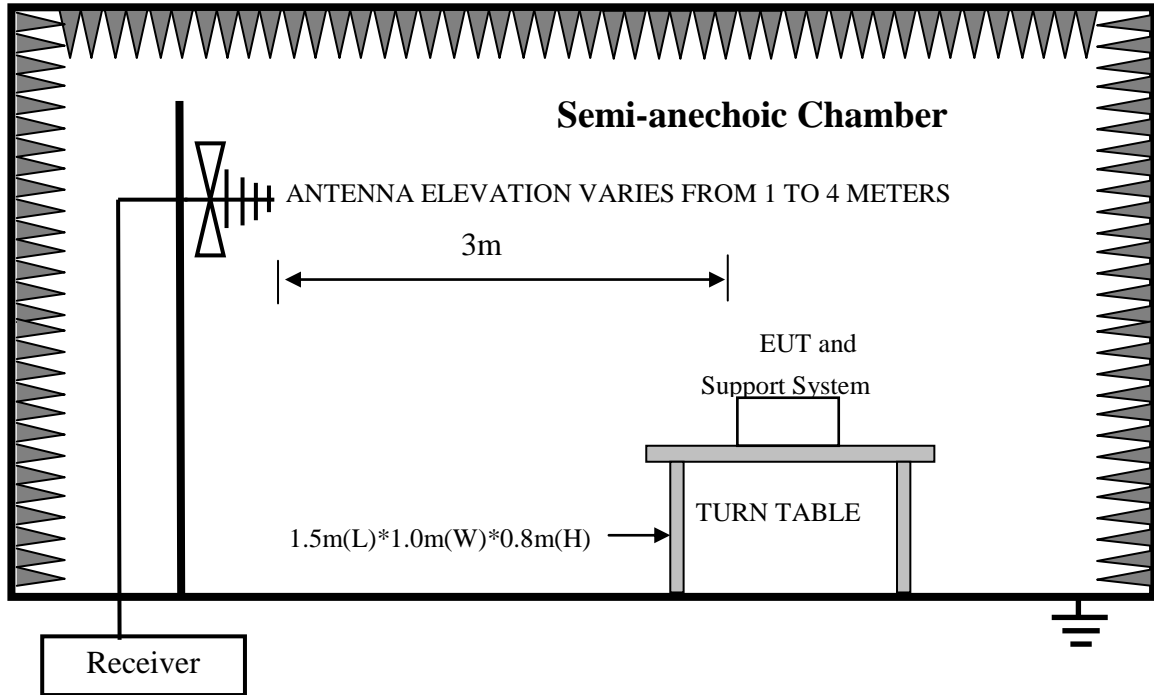 Semi-anechoic Chamber
ANTENNA ELEVATION VARIES FROM 1 TO 4 METERS
3m
EUT and
Support System
TURN TABLE
1.5m(L)*1.0m(W)*0.8m(H)
Receiver